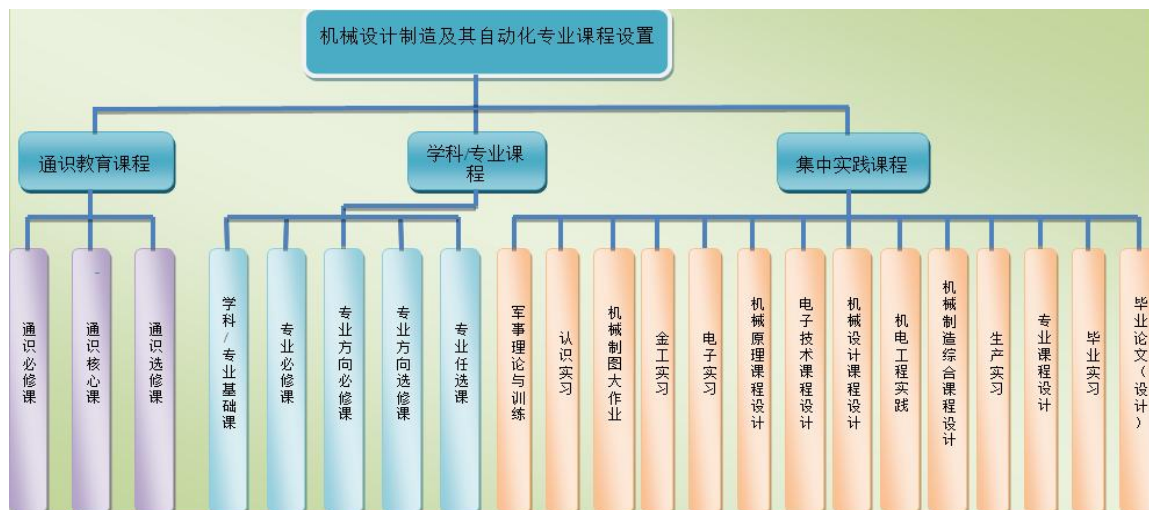 机械设计制造及其自动化专业课程设置
通识教育课程
学科/专业课
程
集中实践课程
通识必修课
通识核心课
通识选修课
学科/专业基础课
专业必修课
专业方向必修课
专业方向选修课
专业任选课
军事理论与训练
认识实习
机械制图大作业
金工实习
电子实习
机械原理课程设计
电子技术课程设计
机械设计课程设计
机电工程实践
机械制造综合课程设计
生产实习
专业课程设计
毕业实习
毕业论文(设计)